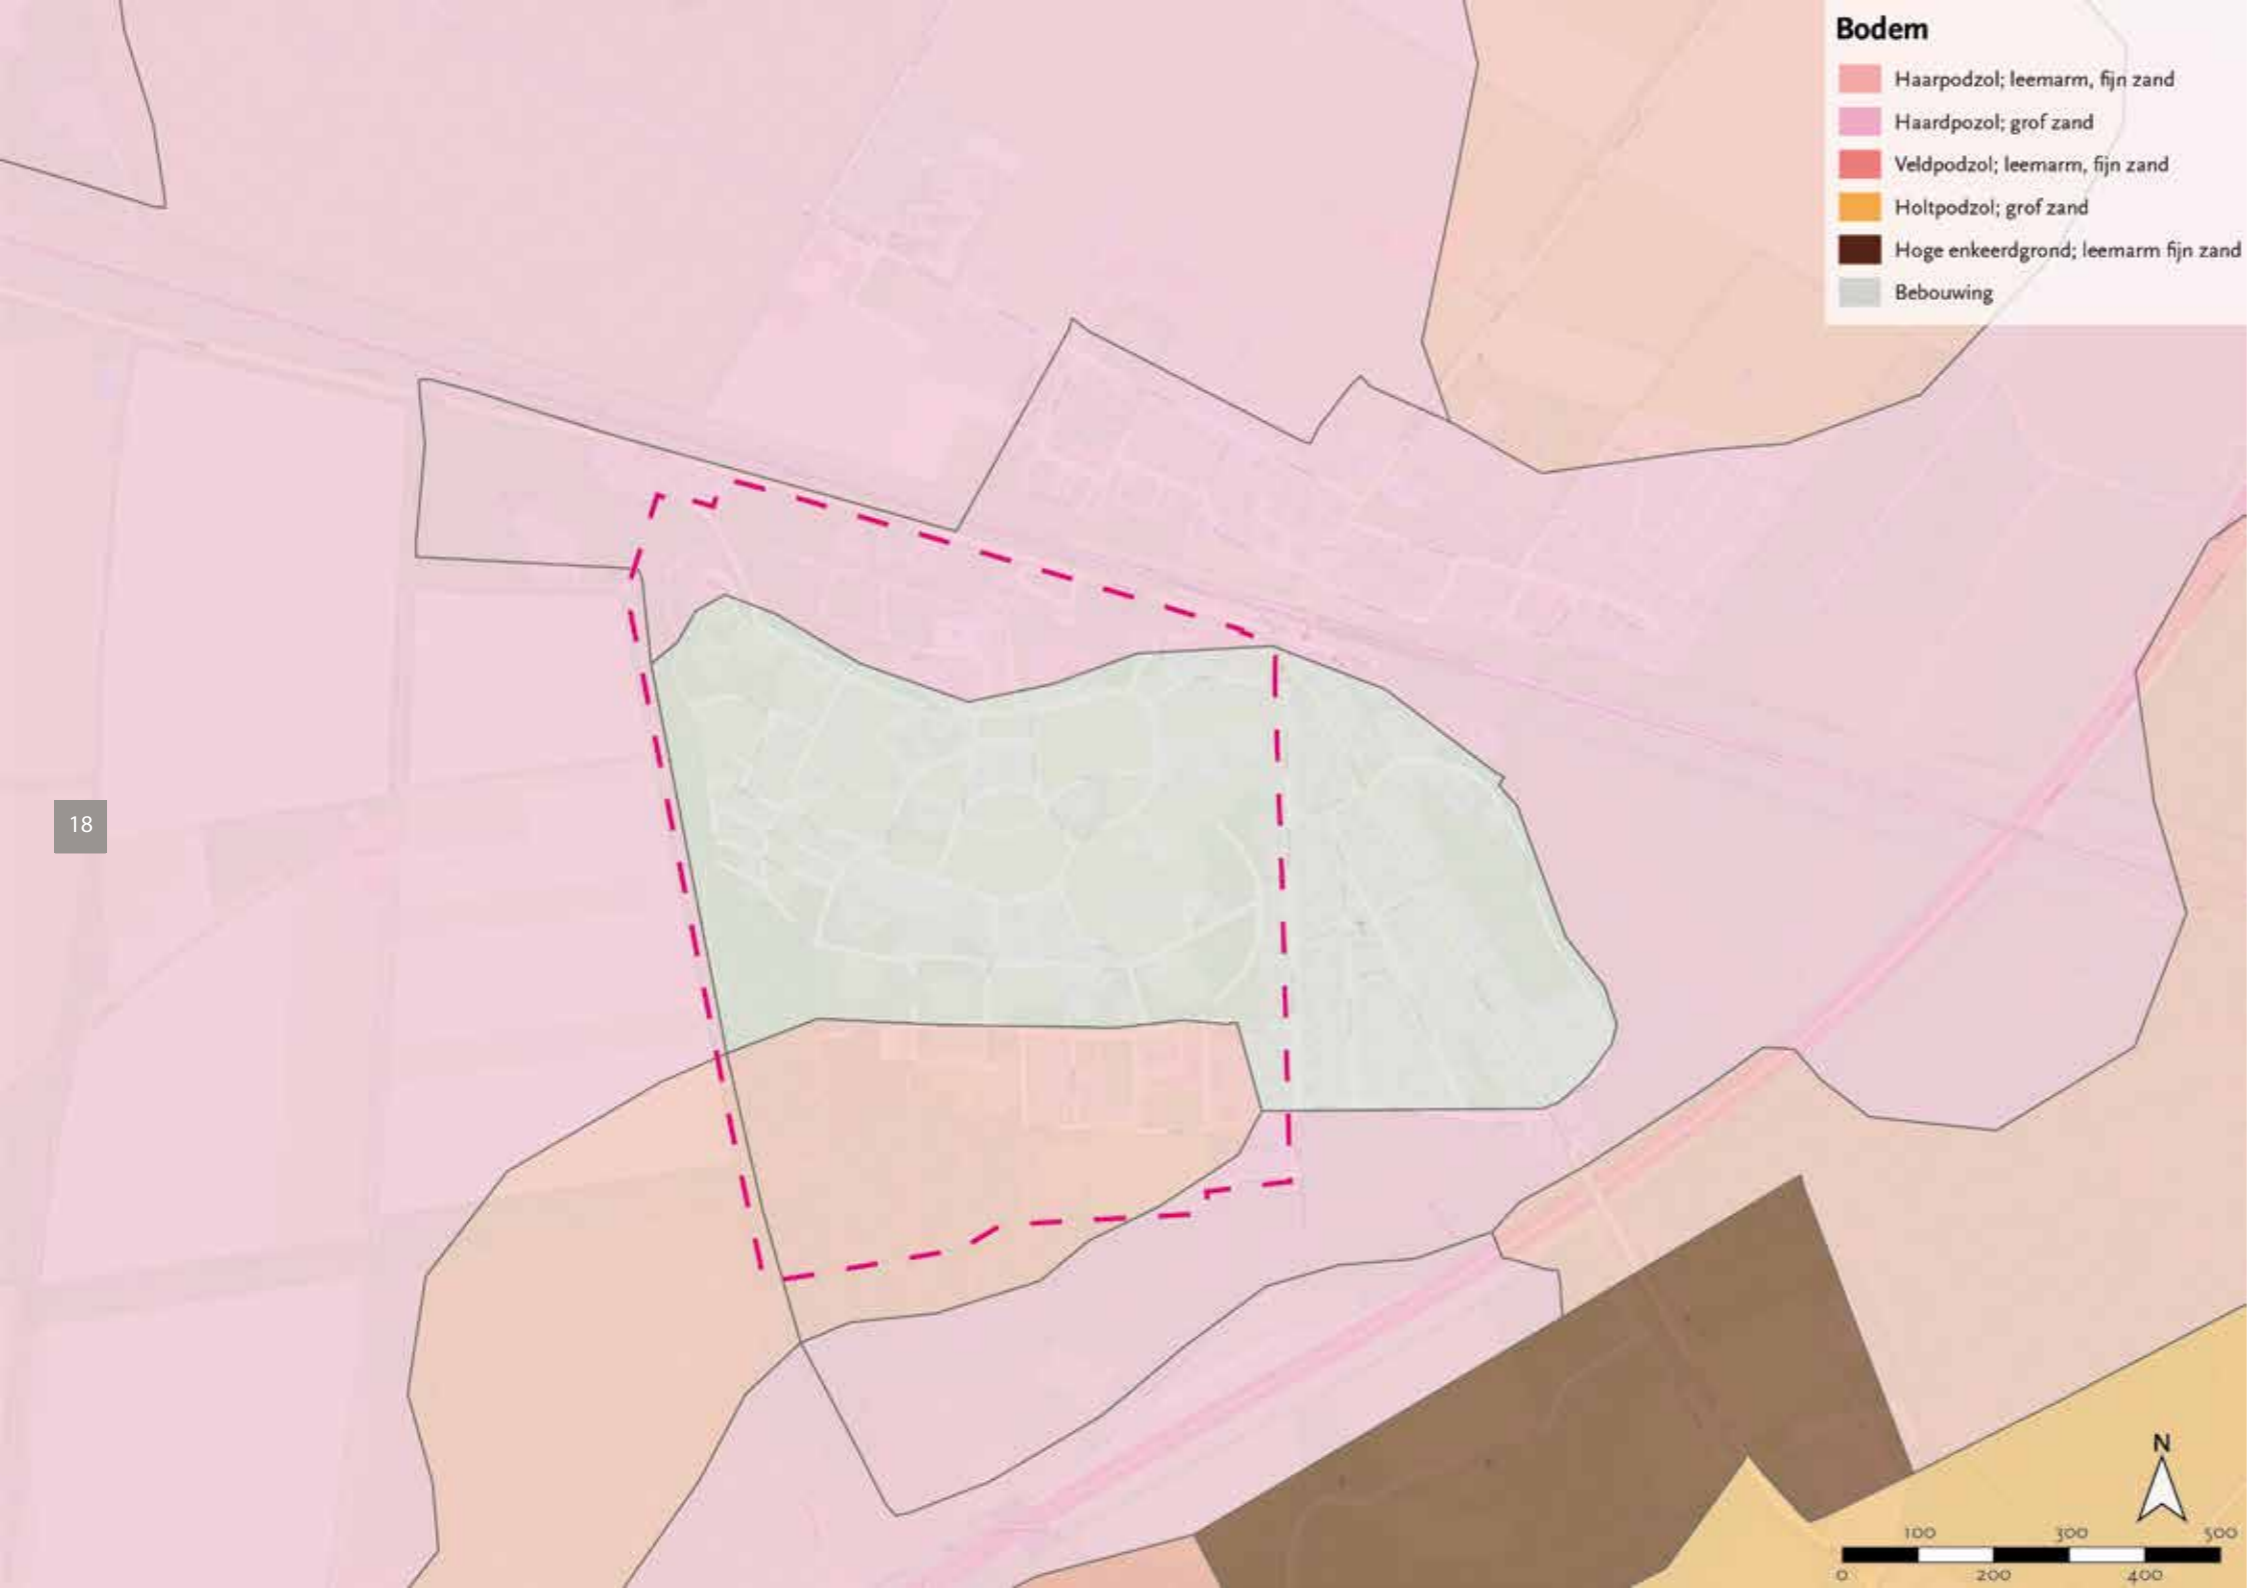 Bodem
Haarpodzol; leemarm, fijn zand
Haardpozol; grof zand
Veldpodzol; leemarm, fijn zand
Holtpodzol; grof zand
Hoge enkeerdgrond; leemarm fijn zand
Bebouwing
18
N
100 300 500
0 200 400